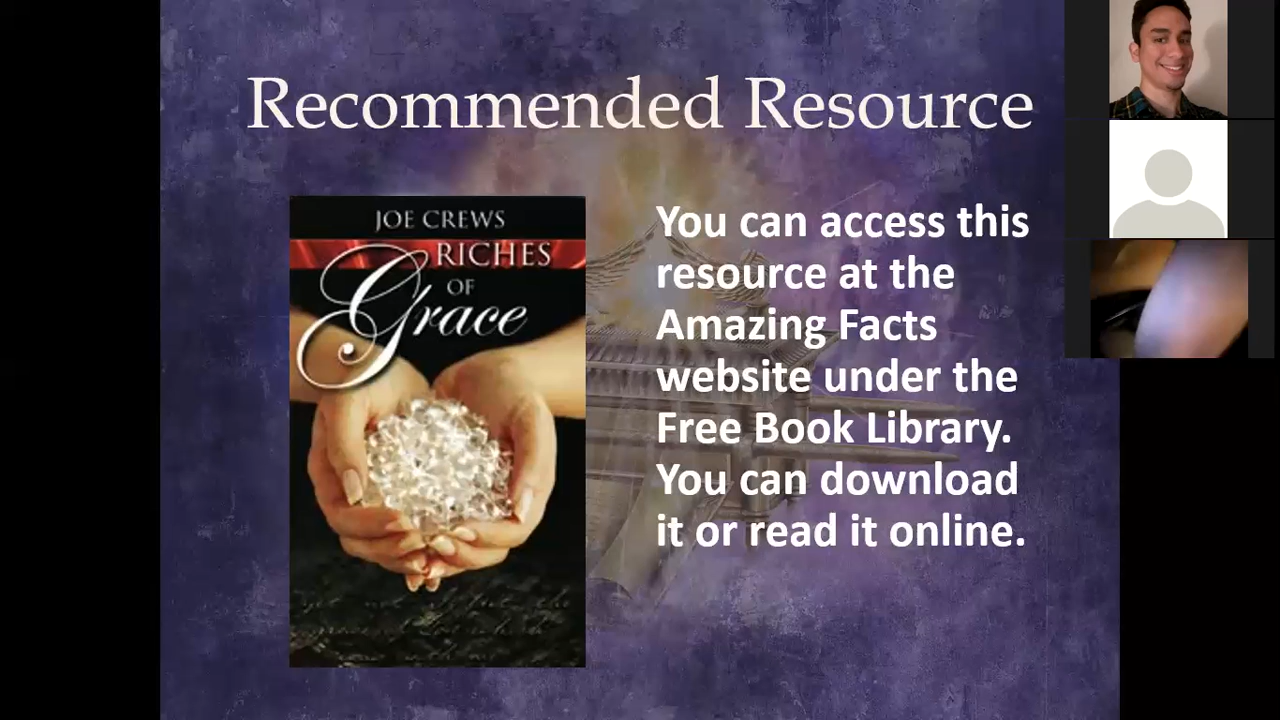 Recommended Resource
JOE CREWS
RICHES
OF
Grace
You can access this
resource at the
Amazing Facts
website under the
Free Book Library.
You can download
it or read it online.